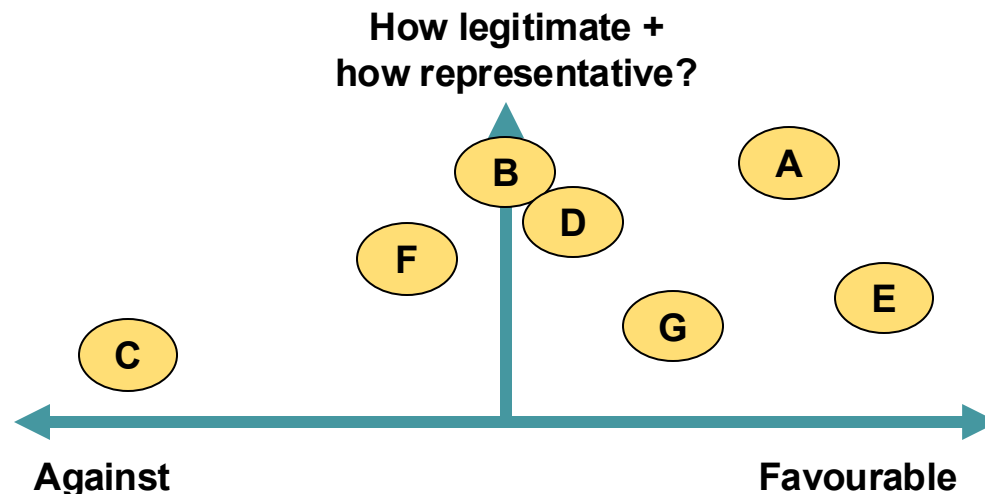 How legitimate +
how representative?
A
B
D
F
E
G
C
Against
Favourable